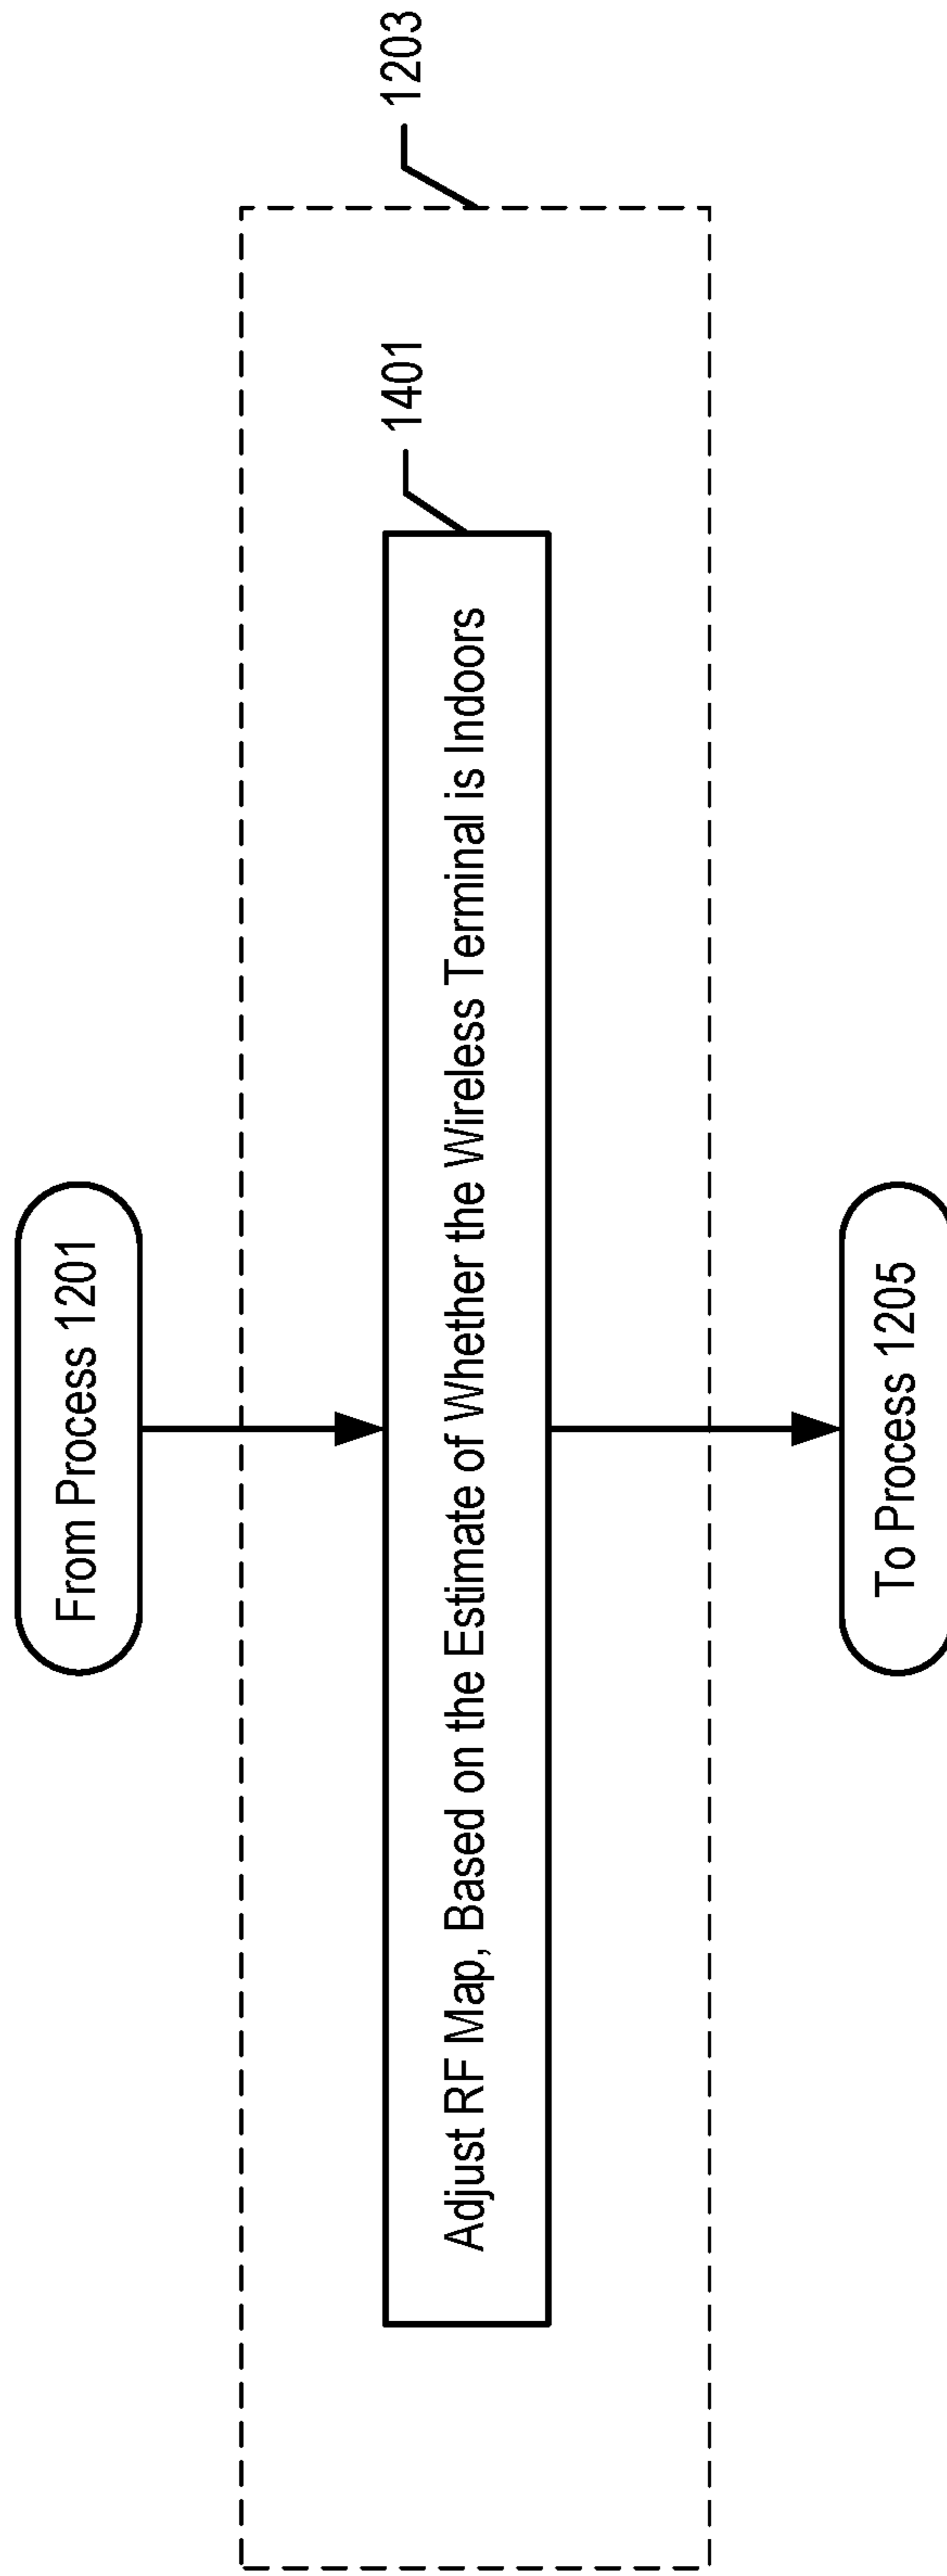 From Process 1201
1203
1401
Adjust RF Map, Based on the Estimate of Whether the Wireless Terminal is Indoors
To Process 1205